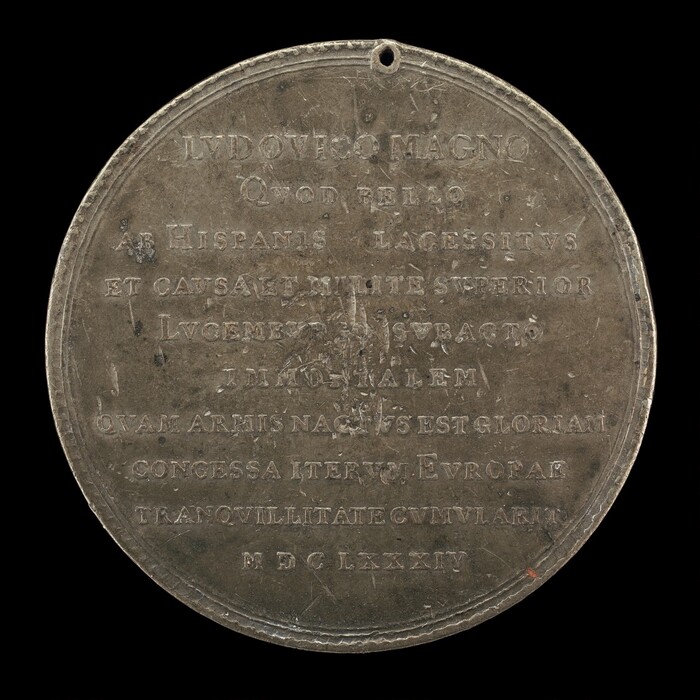 LVDOVICO MAGNO
QVOD BELLO
AB HISPANIS LACESSITVS
ET CAVSA ET MILITE SVPERIOR
LVCEMBVRGO SVBACTO
IMMORTALEM
QVAM ARMIS NACTVS EST GLORIAM
CONCESSA ITERVM EVROPAE
TRANQVILLITATE CVMVLARIT
M D C LXXXIV